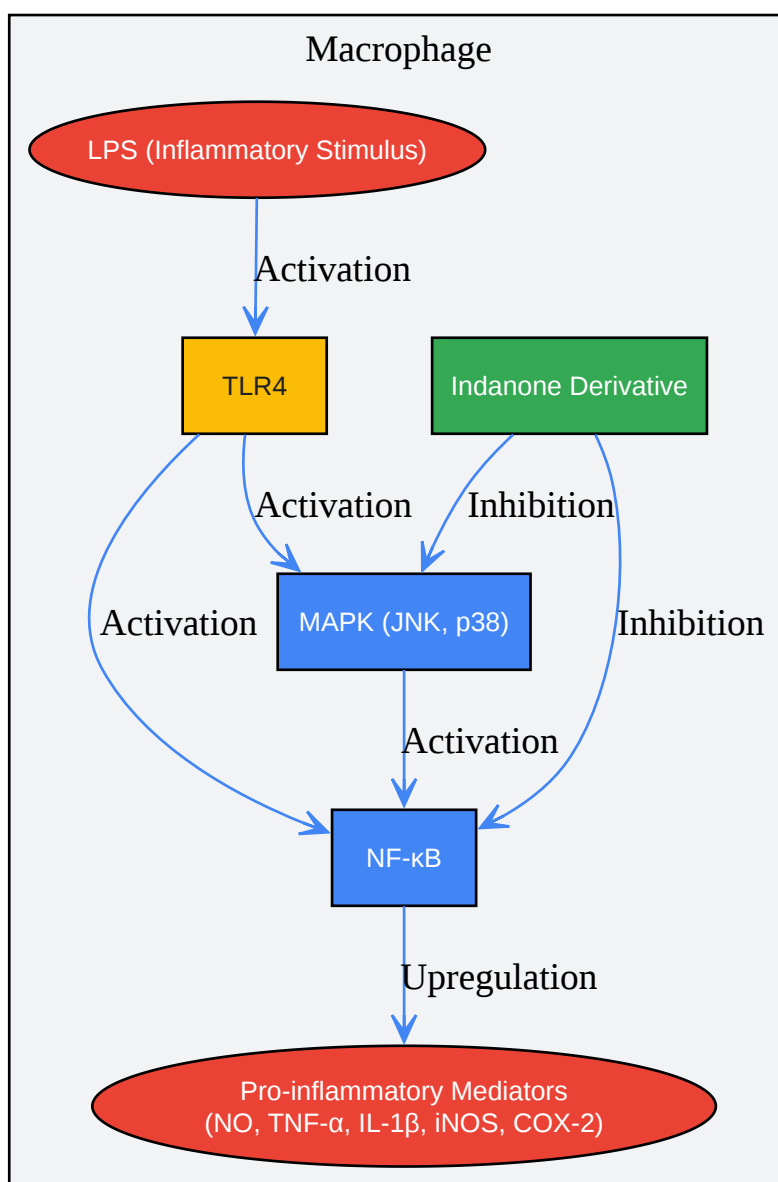 Macrophage
LPS (Inflammatory Stimulus)
Activation
TLR4
Indanone Derivative
Activation
Inhibition
MAPK (JNK, p38)
Activation
Inhibition
Activation
NF-κB
Upregulation
Pro-inflammatory Mediators
(NO, TNF-α, IL-1β, iNOS, COX-2)